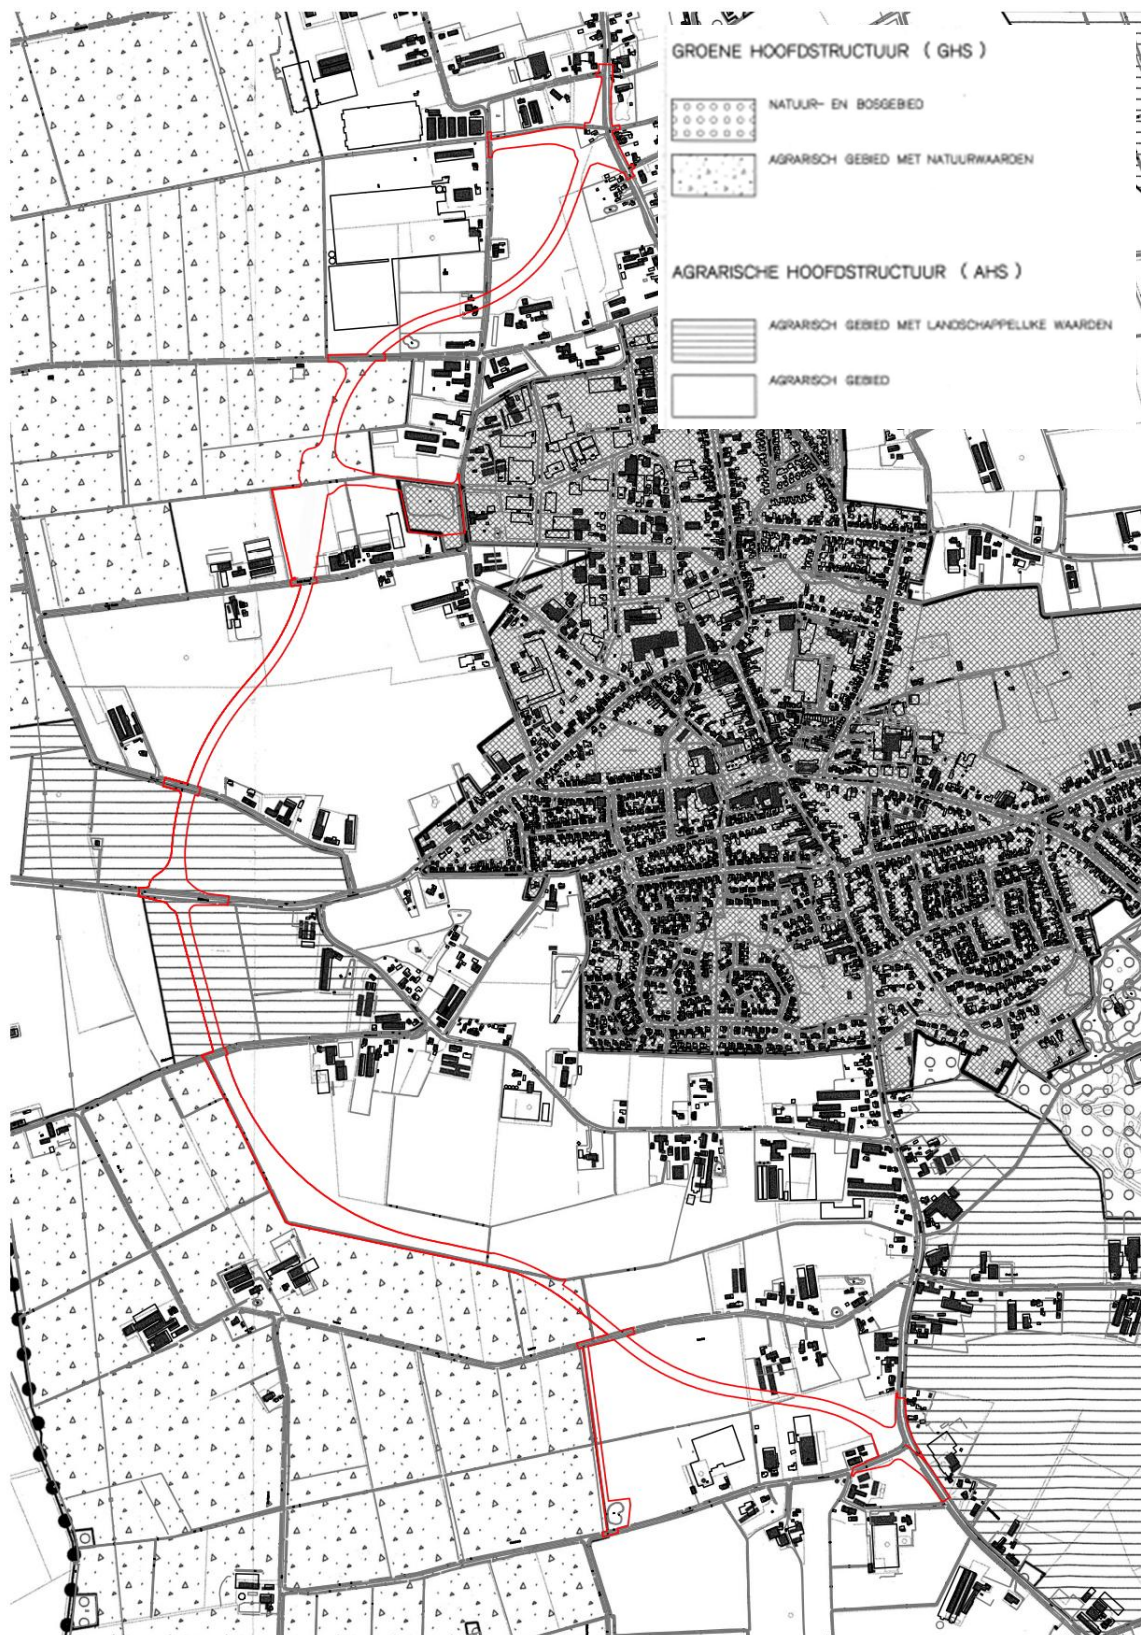 GROENE HOOFDSTRUCTUUR ( GHS )
NATUUR- EN BOSGEBIED
AGRARISCH GEBIED MET NATUURWAARDEN
AGRARISCHE HOOFDSTRUCTUUR ( AHS )
AGRARISCH GEBIED MET LANDSCHAPPELIJKE WAARDEN
AGRARISCH GEBIED